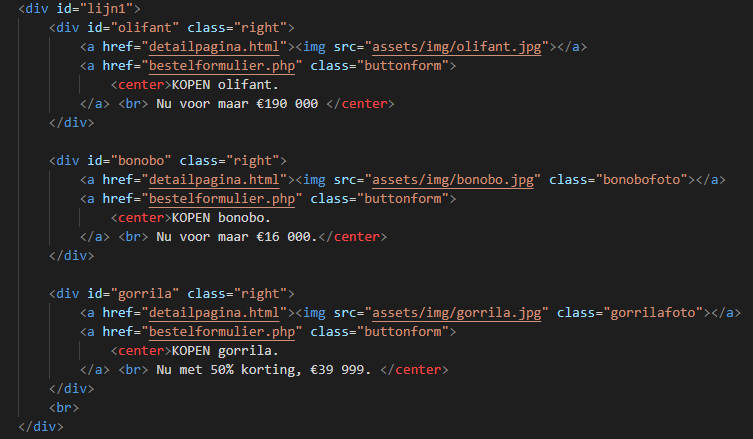 <div id="lijn1">
<div id="olifant" class="right">
<a href="detailpagina.html"><img src="assets/img/olifant.jpg"></a>
<a href="bestelformulier.php" class="buttonform">
<center>KOPEN olifant.
</a> <br> Nu voor maar €190 000 </center>
</div>
<div id="bonobo" class="right">
<a href="detailpagina.html"><img src="assets/img/bonobo.jpg" class="bonobofoto"></a>
<a href="bestelformulier.php" class="buttonform">
<center>KOPEN bonobo.
</a> <br> Nu voor maar €16 000.</center>
</div>
<div id="gorrila" class="right">
<a href="detailpagina.html"><img src="assets/img/gorrila.jpg" class="gorrilafoto"></a>
<a href="bestelformulier.php" class="buttonform">
<center>KOPEN gorrila.
</a> <br> Nu met 50% korting, €39 999. </center>
</div>
<br>
</div>